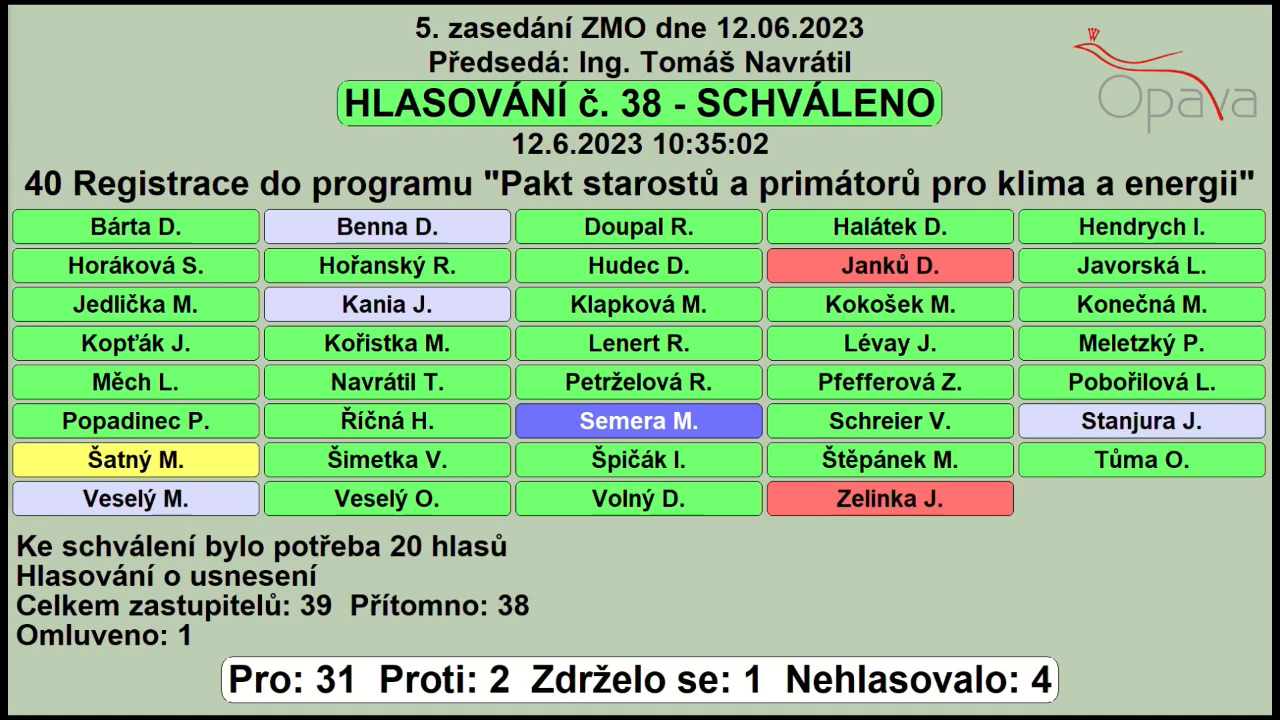 5. zasedání ZMO dne 12.06.2023
Předsedá: Ing. Tomáš Navrátil
HLASOVÁNÍ č. 38 - SCHVÁLENO
Opava
12.6.2023 10:35:02
40 Registrace do programu "Pakt starostů a primátorů pro klima a energii"
Bárta D. Benna D. Doupal R. Halátek D. Hendrych I.
Horáková S. Hořanský R. Hudec D. Janků D. Javorská L.
Jedlička M. Kania J. Klapková M. Kokošek M. Konečná M.
Kopťák J. Kořistka M. Lenert R. Lévay J. Meletzký P.
Měch L. Navrátil T. Petrželová R. Pfefferová Z. Pobořilová L.
Popadinec P. Říčná H. Semera M. Schreier V. Stanjura J.
Šatný M. Šimetka V. Špičák I. Štěpánek M. Tůma O.
Veselý M. Veselý O. Volný D. Zelinka J.
Ke schválení bylo potřeba 20 hlasů
Hlasování o usnesení
Celkem zastupitelů: 39 Přítomno: 38
Omluveno: 1
Pro: 31 Proti: 2 Zdrželo se: 1 Nehlasovalo: 4